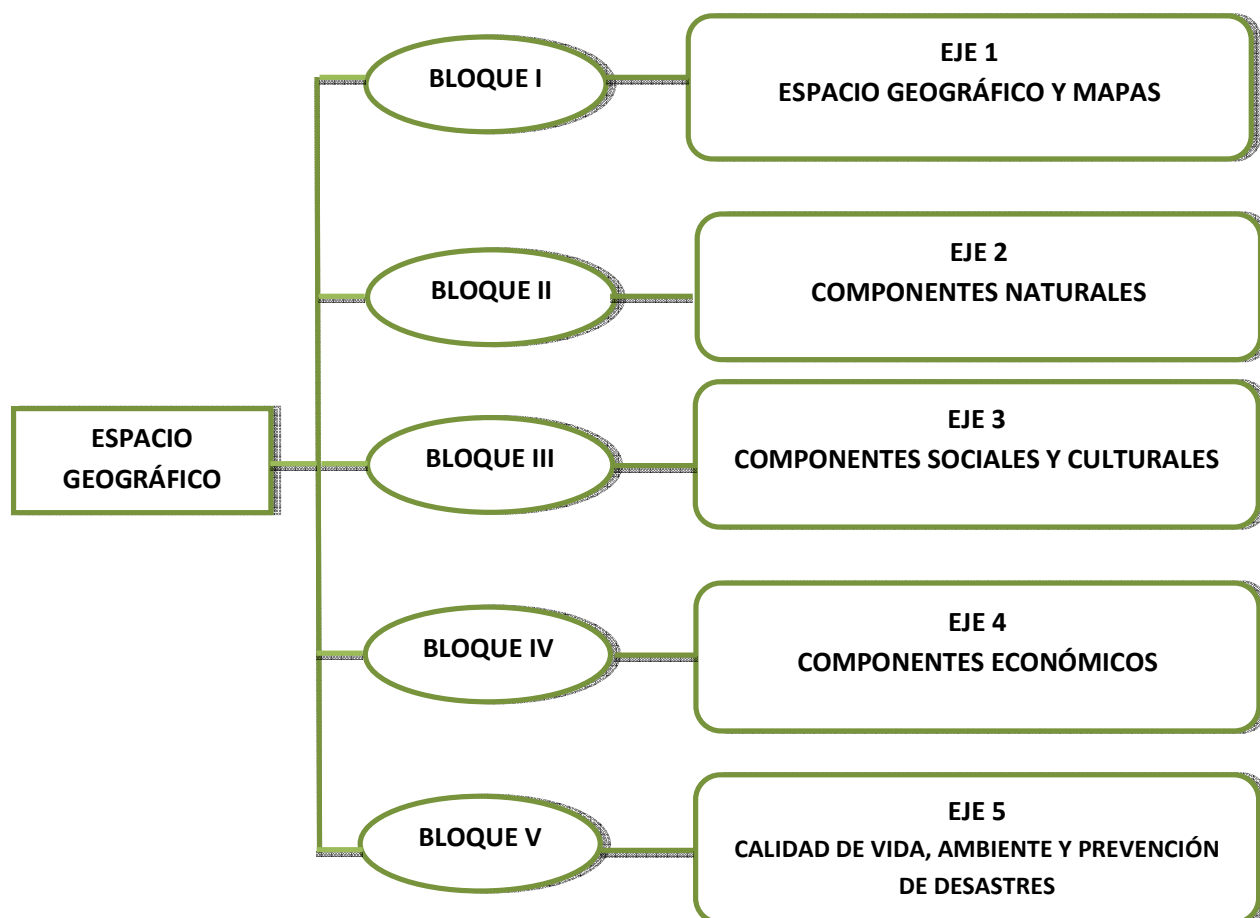 BLOQUE I
EJE 1
ESPACIO GEOGRÁFICO Y MAPAS
BLOQUE II
EJE 2
COMPONENTES NATURALES
ESPACIO
GEOGRÁFICO
BLOQUE III
EJE 3
COMPONENTES SOCIALES Y CULTURALES
BLOQUE IV
EJE 4
COMPONENTES ECONÓMICOS
BLOQUE V
EJE 5
CALIDAD DE VIDA, AMBIENTE Y PREVENCIÓN
DE DESASTRES